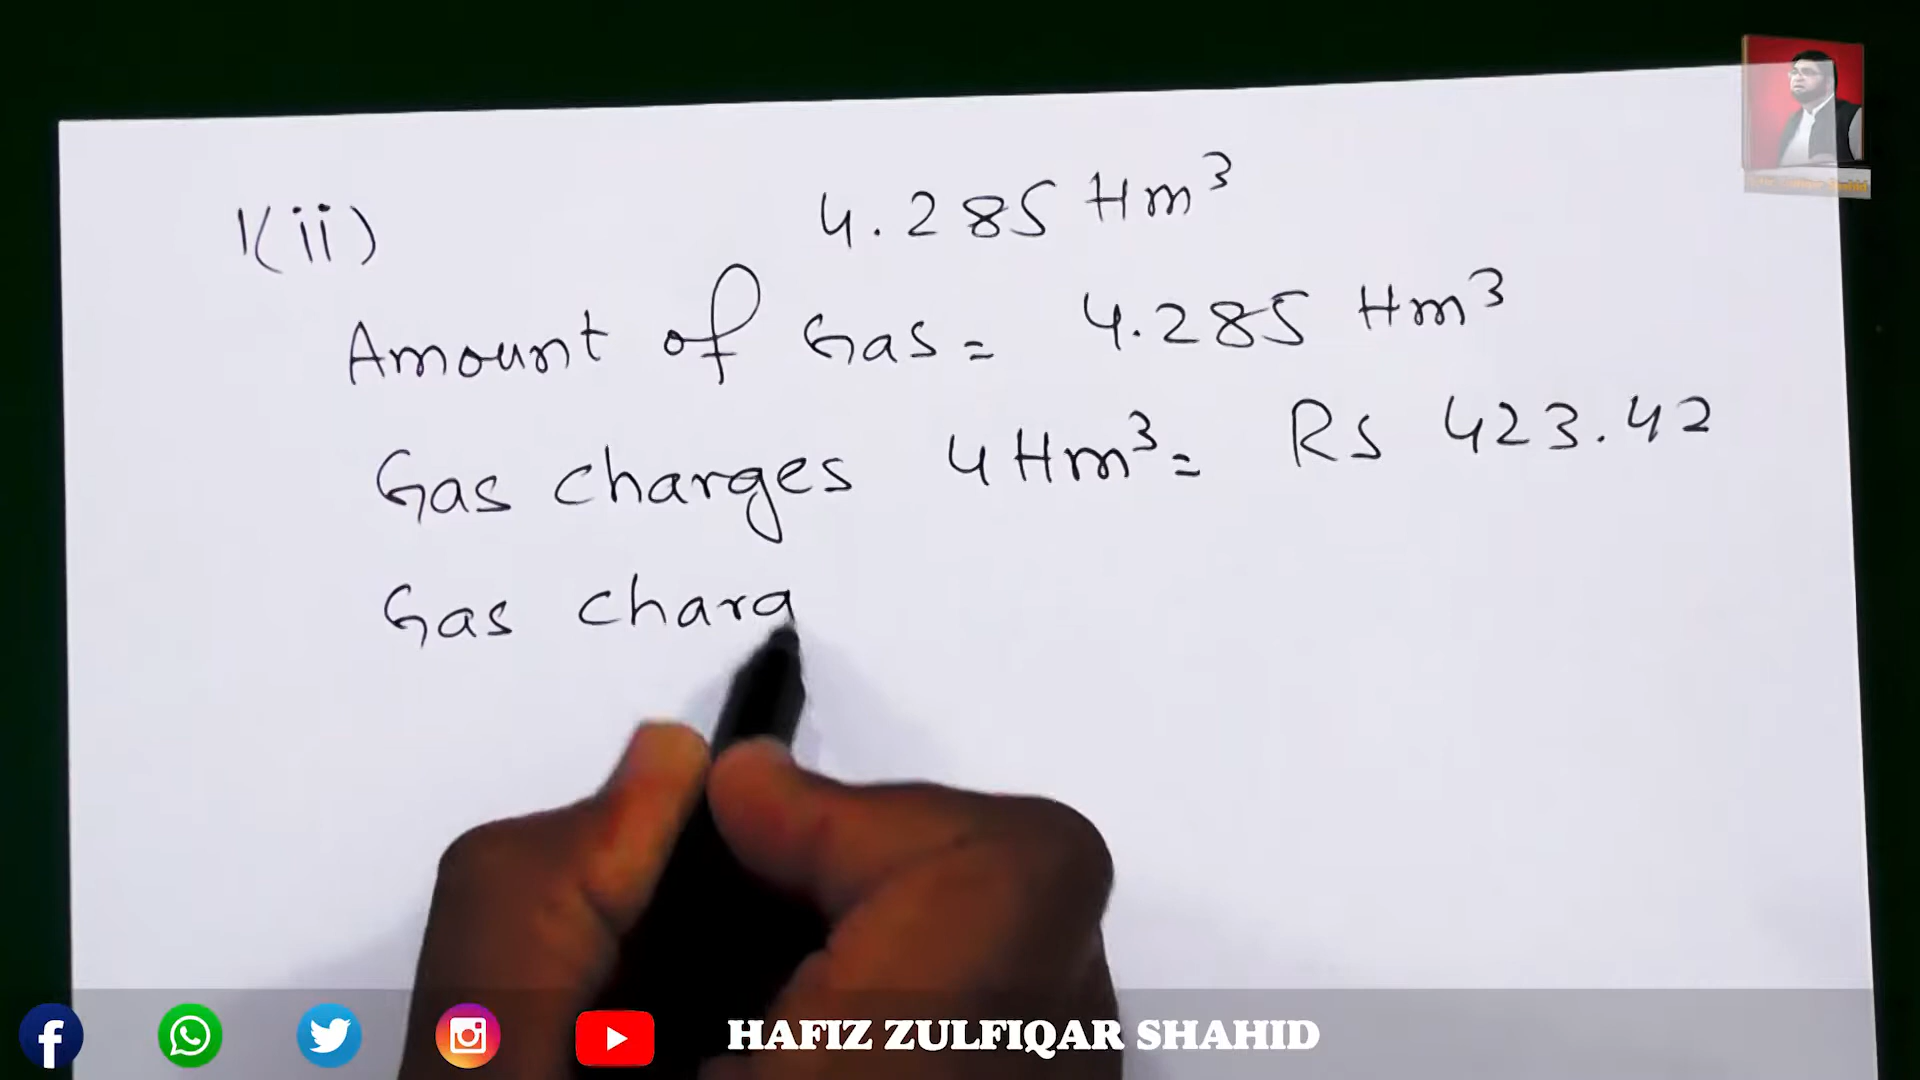 1(ii) 4.285 Hm³
Amount of Gas = 4.285 Hm³
Gas charges 4 Hm³ = RS 423.42
Gas charg
HAFIZ ZULFIQAR SHAHID